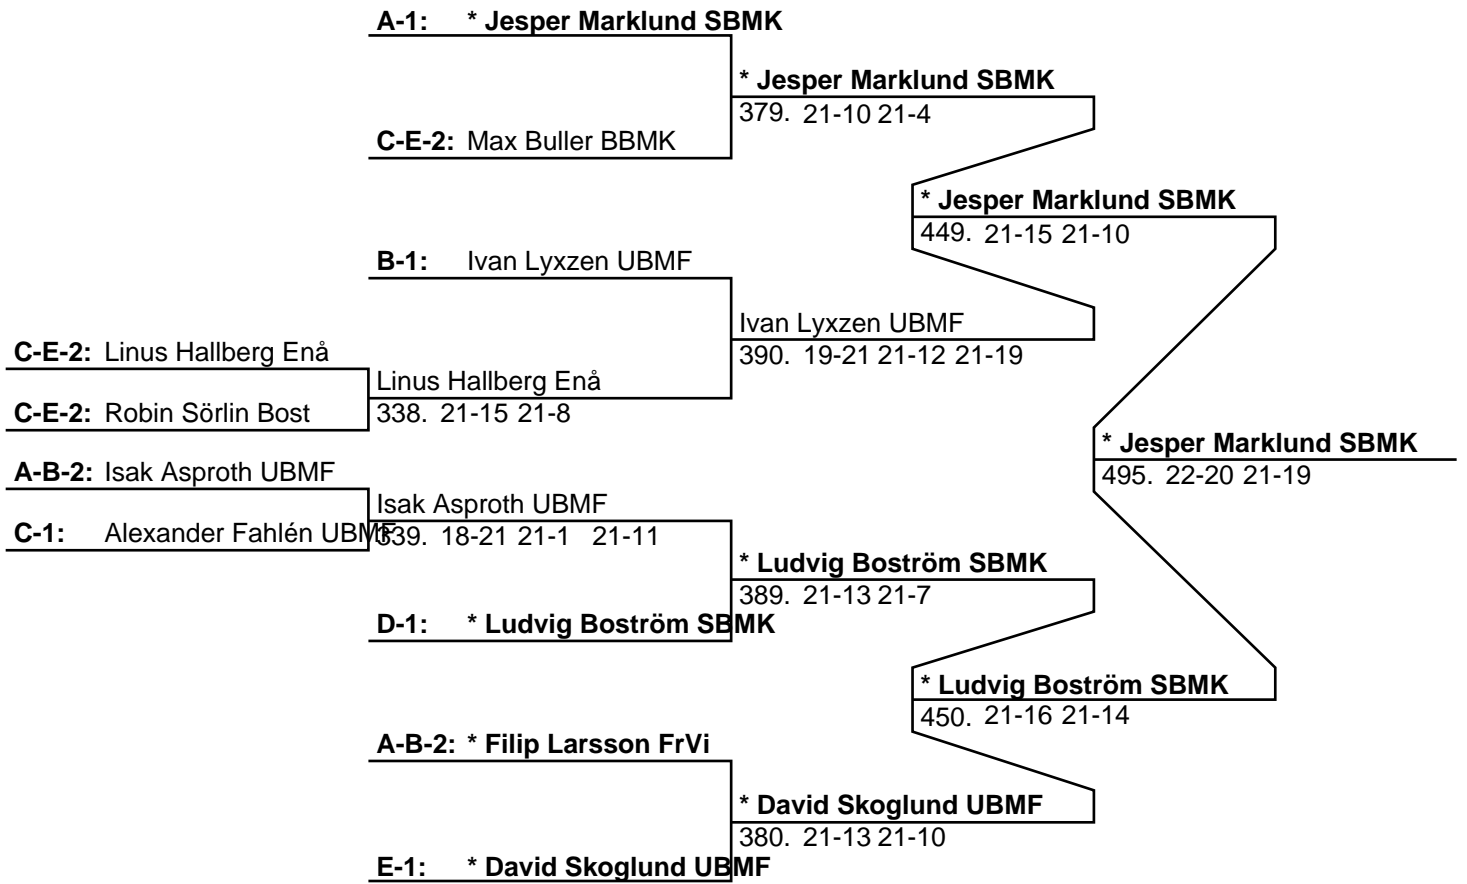 A-1: * Jesper Marklund SBMK
* Jesper Marklund SBMK
379. 21-10 21-4
C-E-2: Max Buller BBMK
* Jesper Marklund SBMK
449. 21-15 21-10
B-1: Ivan Lyxzen UBMF
Ivan Lyxzen UBMF
390. 19-21 21-12 21-19
C-E-2: Linus Hallberg Enå
Linus Hallberg Enå
338. 21-15 21-8
C-E-2: Robin Sörlin Bost
* Jesper Marklund SBMK
495. 22-20 21-19
A-B-2: Isak Asproth UBMF
Isak Asproth UBMF
339. 18-21 21-1 21-11
C-1: Alexander Fahlén UBMF
* Ludvig Boström SBMK
389. 21-13 21-7
D-1: * Ludvig Boström SBMK
* Ludvig Boström SBMK
450. 21-16 21-14
A-B-2: * Filip Larsson FrVi
* David Skoglund UBMF
380. 21-13 21-10
E-1: * David Skoglund UBMF